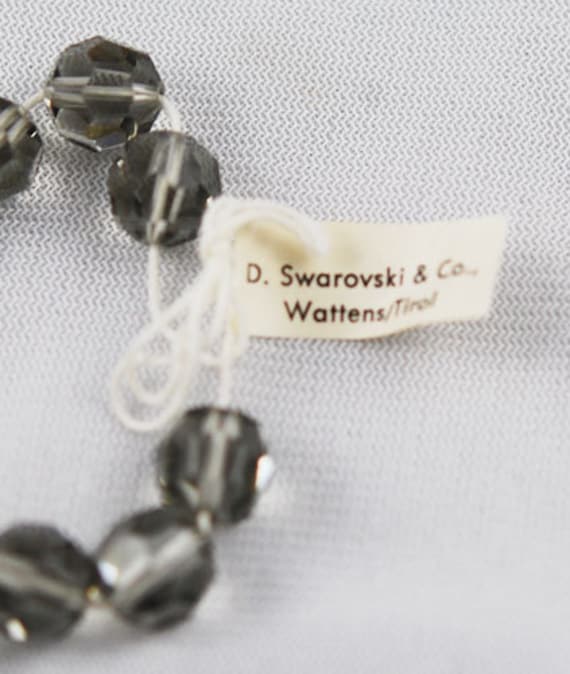 D. Swarovski & Co.,
Wattens/Tirol